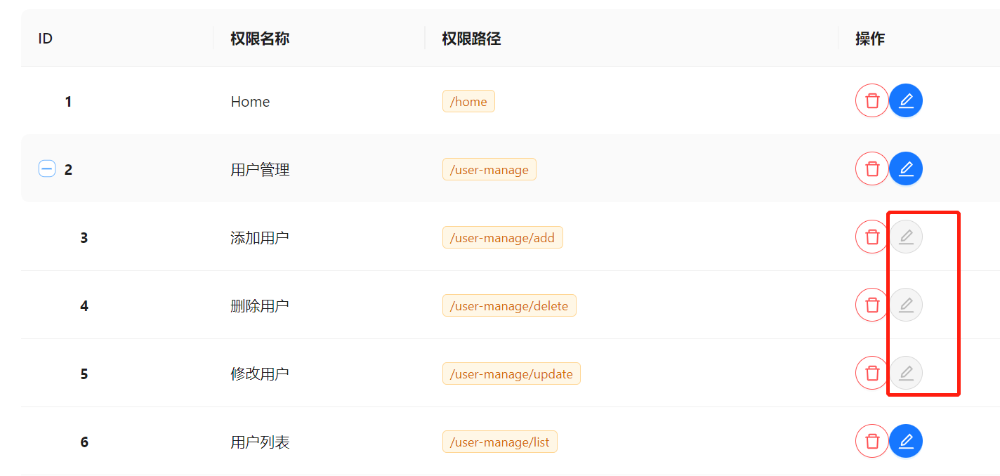 ID 权限名称 权限路径 操作
1 Home /home
2 用户管理 /user-manage
3 添加用户 /user-manage/add
4 删除用户 /user-manage/delete
5 修改用户 /user-manage/update
6 用户列表 /user-manage/list